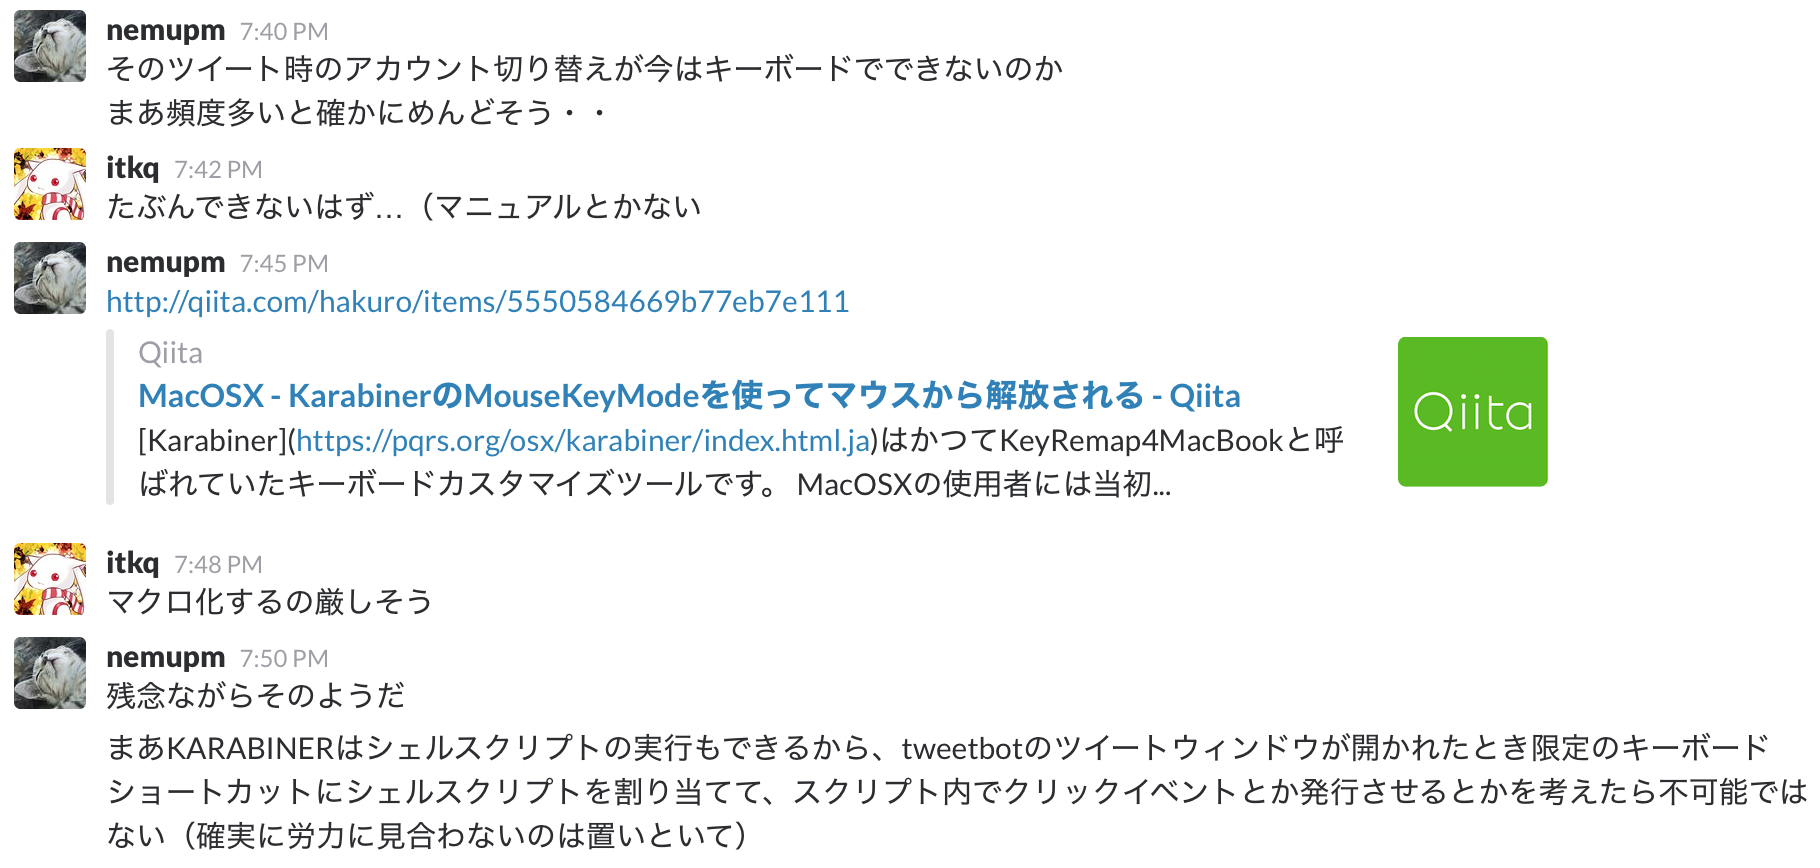 nemupm 7:40 PM
そのツイート時のアカウント切り替えが今はキーボードでできないのか
まあ頻度多いと確かにめんどそう・・
itkq 7:42 PM
たぶんできないはず…（マニュアルとかない
nemupm 7:45 PM
http://qiita.com/hakuro/items/5550584669b77eb7e111
Qiita
MacOSX - KarabinerのMouseKeyModeを使ってマウスから解放される - Qiita
[Karabiner](https://pqrs.org/osx/karabiner/index.html.ja)はかつてKeyRemap4MacBookと呼
ばれていたキーボードカスタマイズツールです。 MacOSXの使用者には当初...
Qiita
itkq 7:48 PM
マクロ化するの厳しそう
nemupm 7:50 PM
残念ながらそのようだ
まあKARABINERはシェルスクリプトの実行もできるから、tweetbotのツイートウィンドウが開かれたとき限定のキーボード
ショートカットにシェルスクリプトを割り当てて、スクリプト内でクリックイベントとか発行させるとかを考えたら不可能では
ない（確実に労力に見合わないのは置いといて）